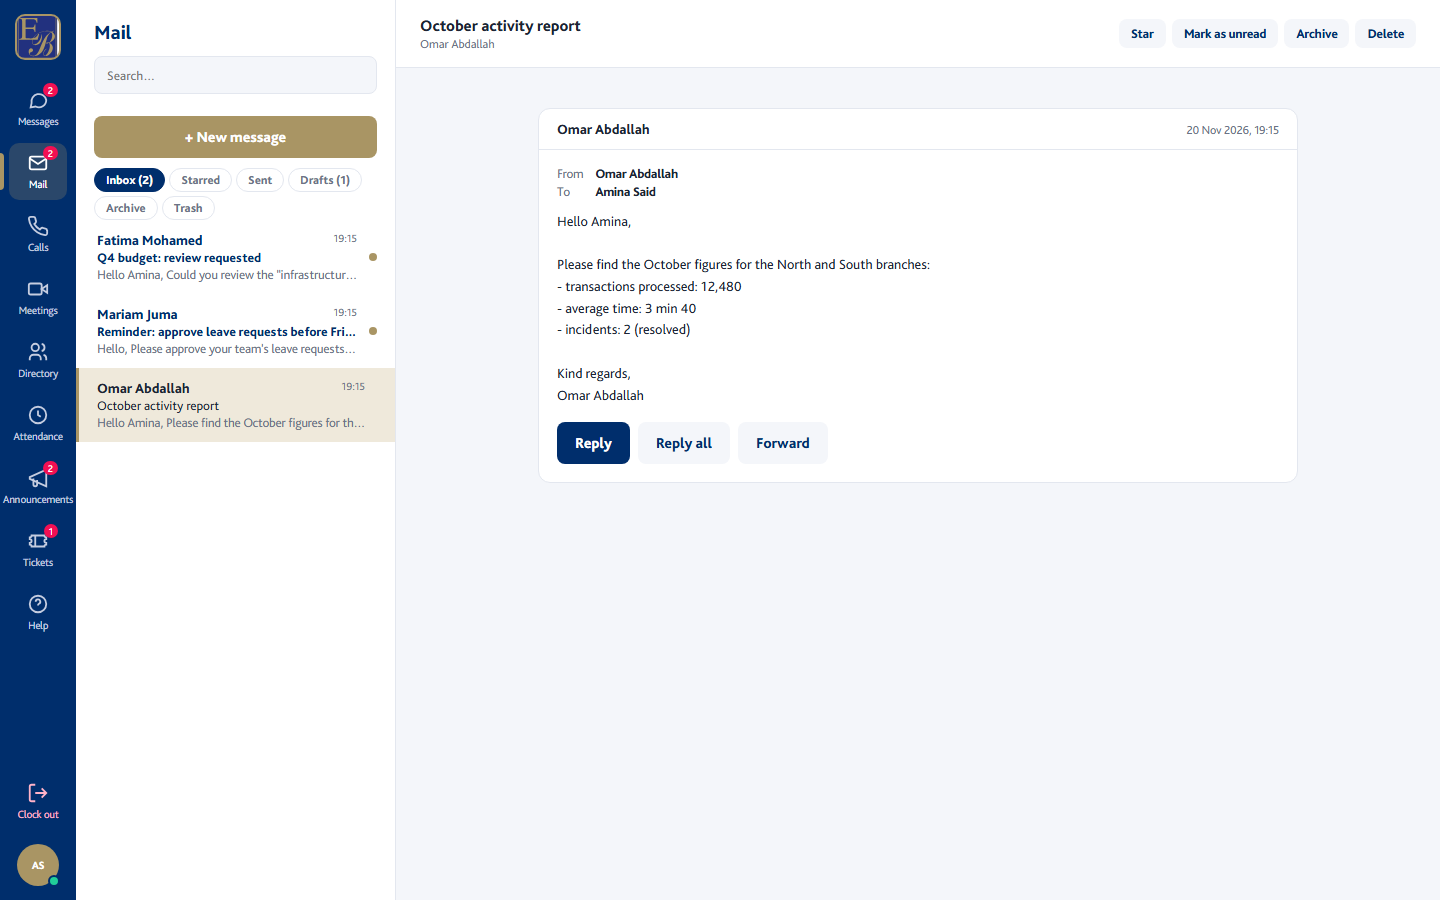 EB
2
Messages
2
Mail
Calls
Meetings
Directory
Attendance
2
Announcements
1
Tickets
Help
Clock out
AS
Mail
Search...
+ New message
Inbox (2)
Starred
Sent
Drafts (1)
Archive
Trash
Fatima Mohamed
19:15
Q4 budget: review requested
Hello Amina, Could you review the "infrastructur...
Mariam Juma
19:15
Reminder: approve leave requests before Fri...
Hello, Please approve your team's leave requests...
Omar Abdallah
19:15
October activity report
Hello Amina, Please find the October figures for th...
October activity report
Omar Abdallah
Star
Mark as unread
Archive
Delete
Omar Abdallah
20 Nov 2026, 19:15
From Omar Abdallah
To Amina Said
Hello Amina,
Please find the October figures for the North and South branches:
- transactions processed: 12,480
- average time: 3 min 40
- incidents: 2 (resolved)
Kind regards,
Omar Abdallah
Reply
Reply all
Forward